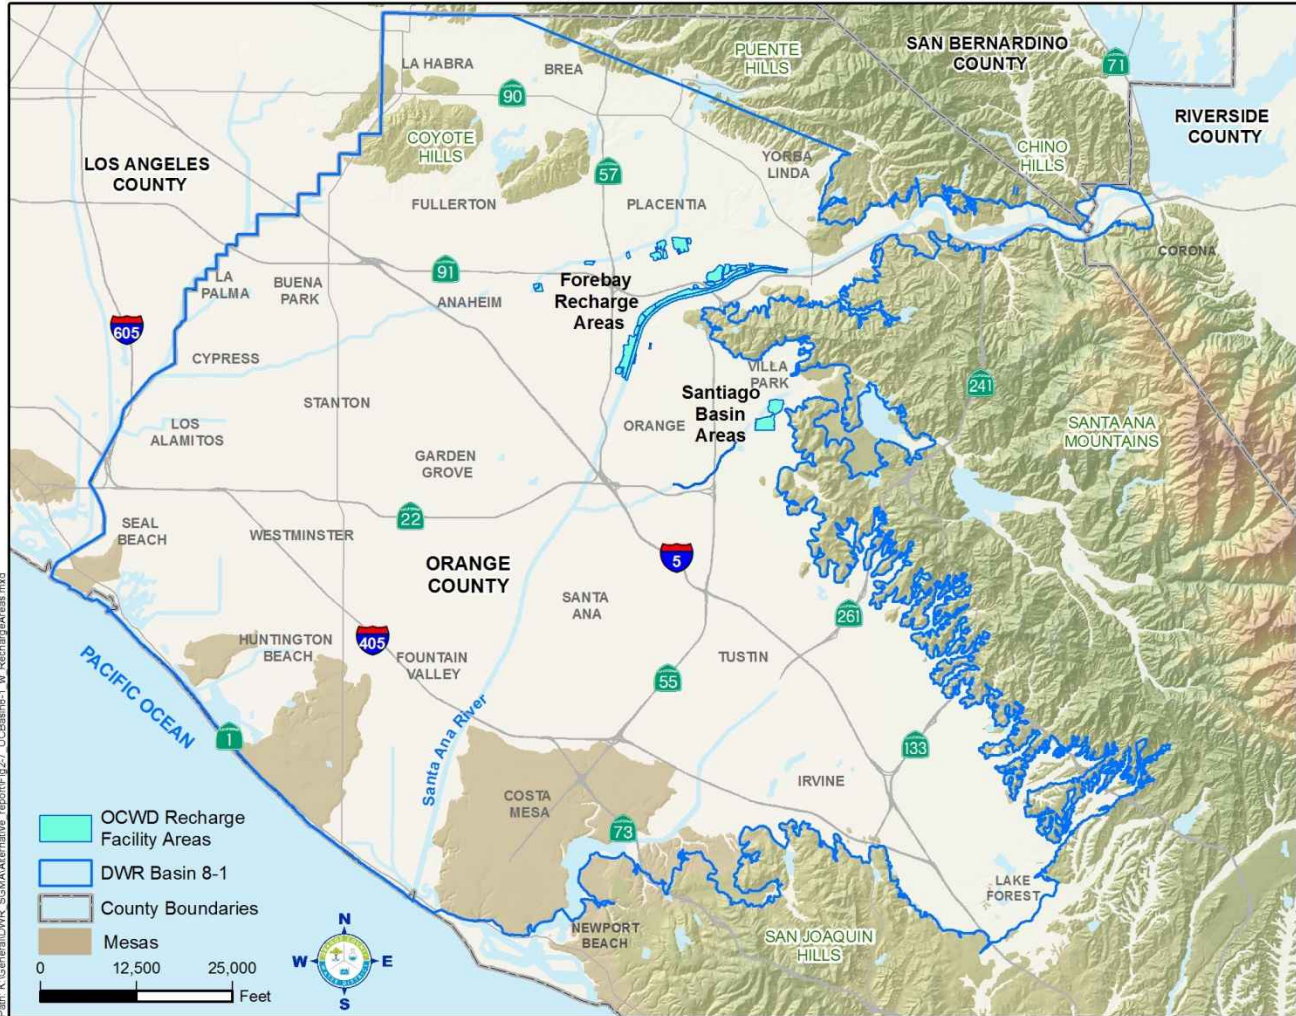 SAN BERNARDINO
COUNTY
71
PUENTE
HILLS
LA HABRA
BREA
90
RIVERSIDE
COUNTY
COYOTE
HILLS
CHINO
HILLS
LOS ANGELES
COUNTY
YORBA
LINDA
57
FULLERTON
PLACENTIA
CORONA
LA
PALMA
BUENA
PARK
91
ANAHEIM
Forebay
Recharge
Areas
605
CYPRESS
VILLA
PARK
241
STANTON
Santiago
Basin
Areas
LOS
ALAMITOS
ORANGE
SANTA ANA
MOUNTAINS
GARDEN
GROVE
22
SEAL
BEACH
WESTMINSTER
ORANGE
COUNTY
5
SANTA
ANA
261
HUNTINGTON
BEACH
405
FOUNTAIN
VALLEY
TUSTIN
55
PACIFIC OCEAN
Santa Ana River
1
133
IRVINE
COSTA
MESA
73
LAKE
FOREST
NEWPORT
BEACH
SAN JOAQUIN
HILLS
OCWD Recharge
Facility Areas
DWR Basin 8-1
County Boundaries
Mesas
0 12,500 25,000
Feet
N
W E
S